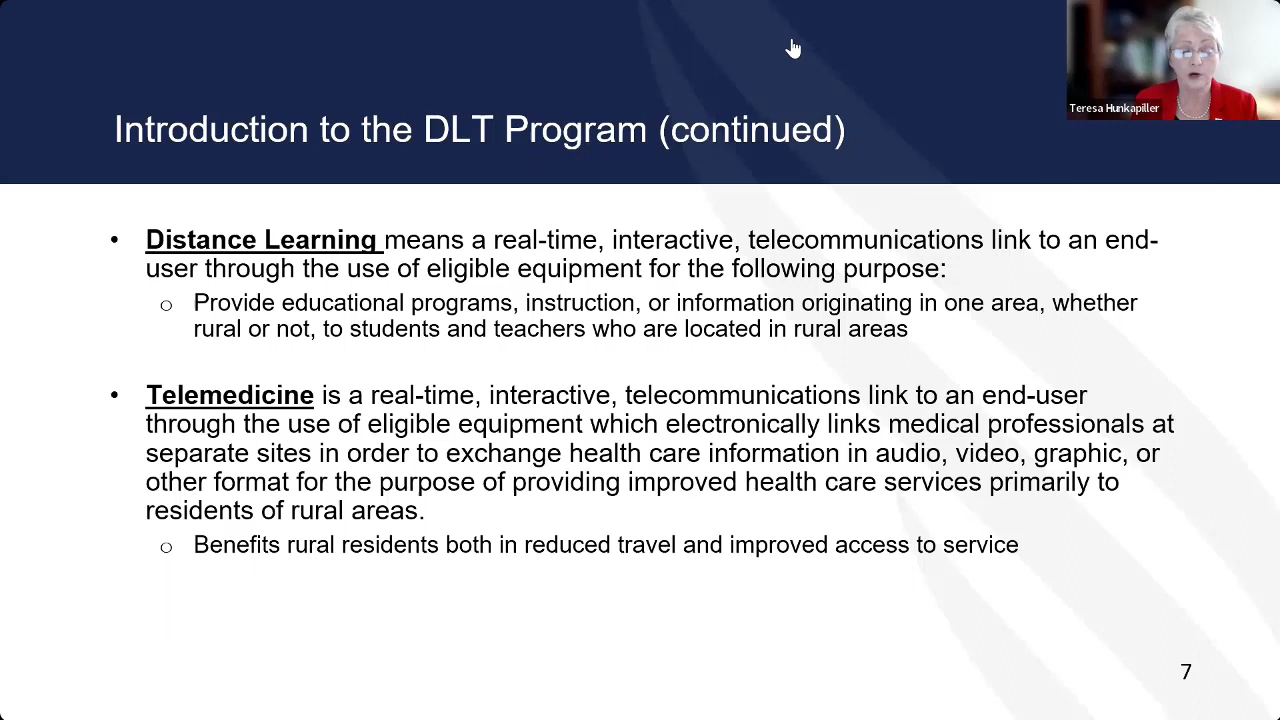 Teresa Hunkapiller
Introduction to the DLT Program (continued)
• Distance Learning means a real-time, interactive, telecommunications link to an end-
user through the use of eligible equipment for the following purpose:
o Provide educational programs, instruction, or information originating in one area, whether
rural or not, to students and teachers who are located in rural areas
• Telemedicine is a real-time, interactive, telecommunications link to an end-user
through the use of eligible equipment which electronically links medical professionals at
separate sites in order to exchange health care information in audio, video, graphic, or
other format for the purpose of providing improved health care services primarily to
residents of rural areas.
o Benefits rural residents both in reduced travel and improved access to service
7